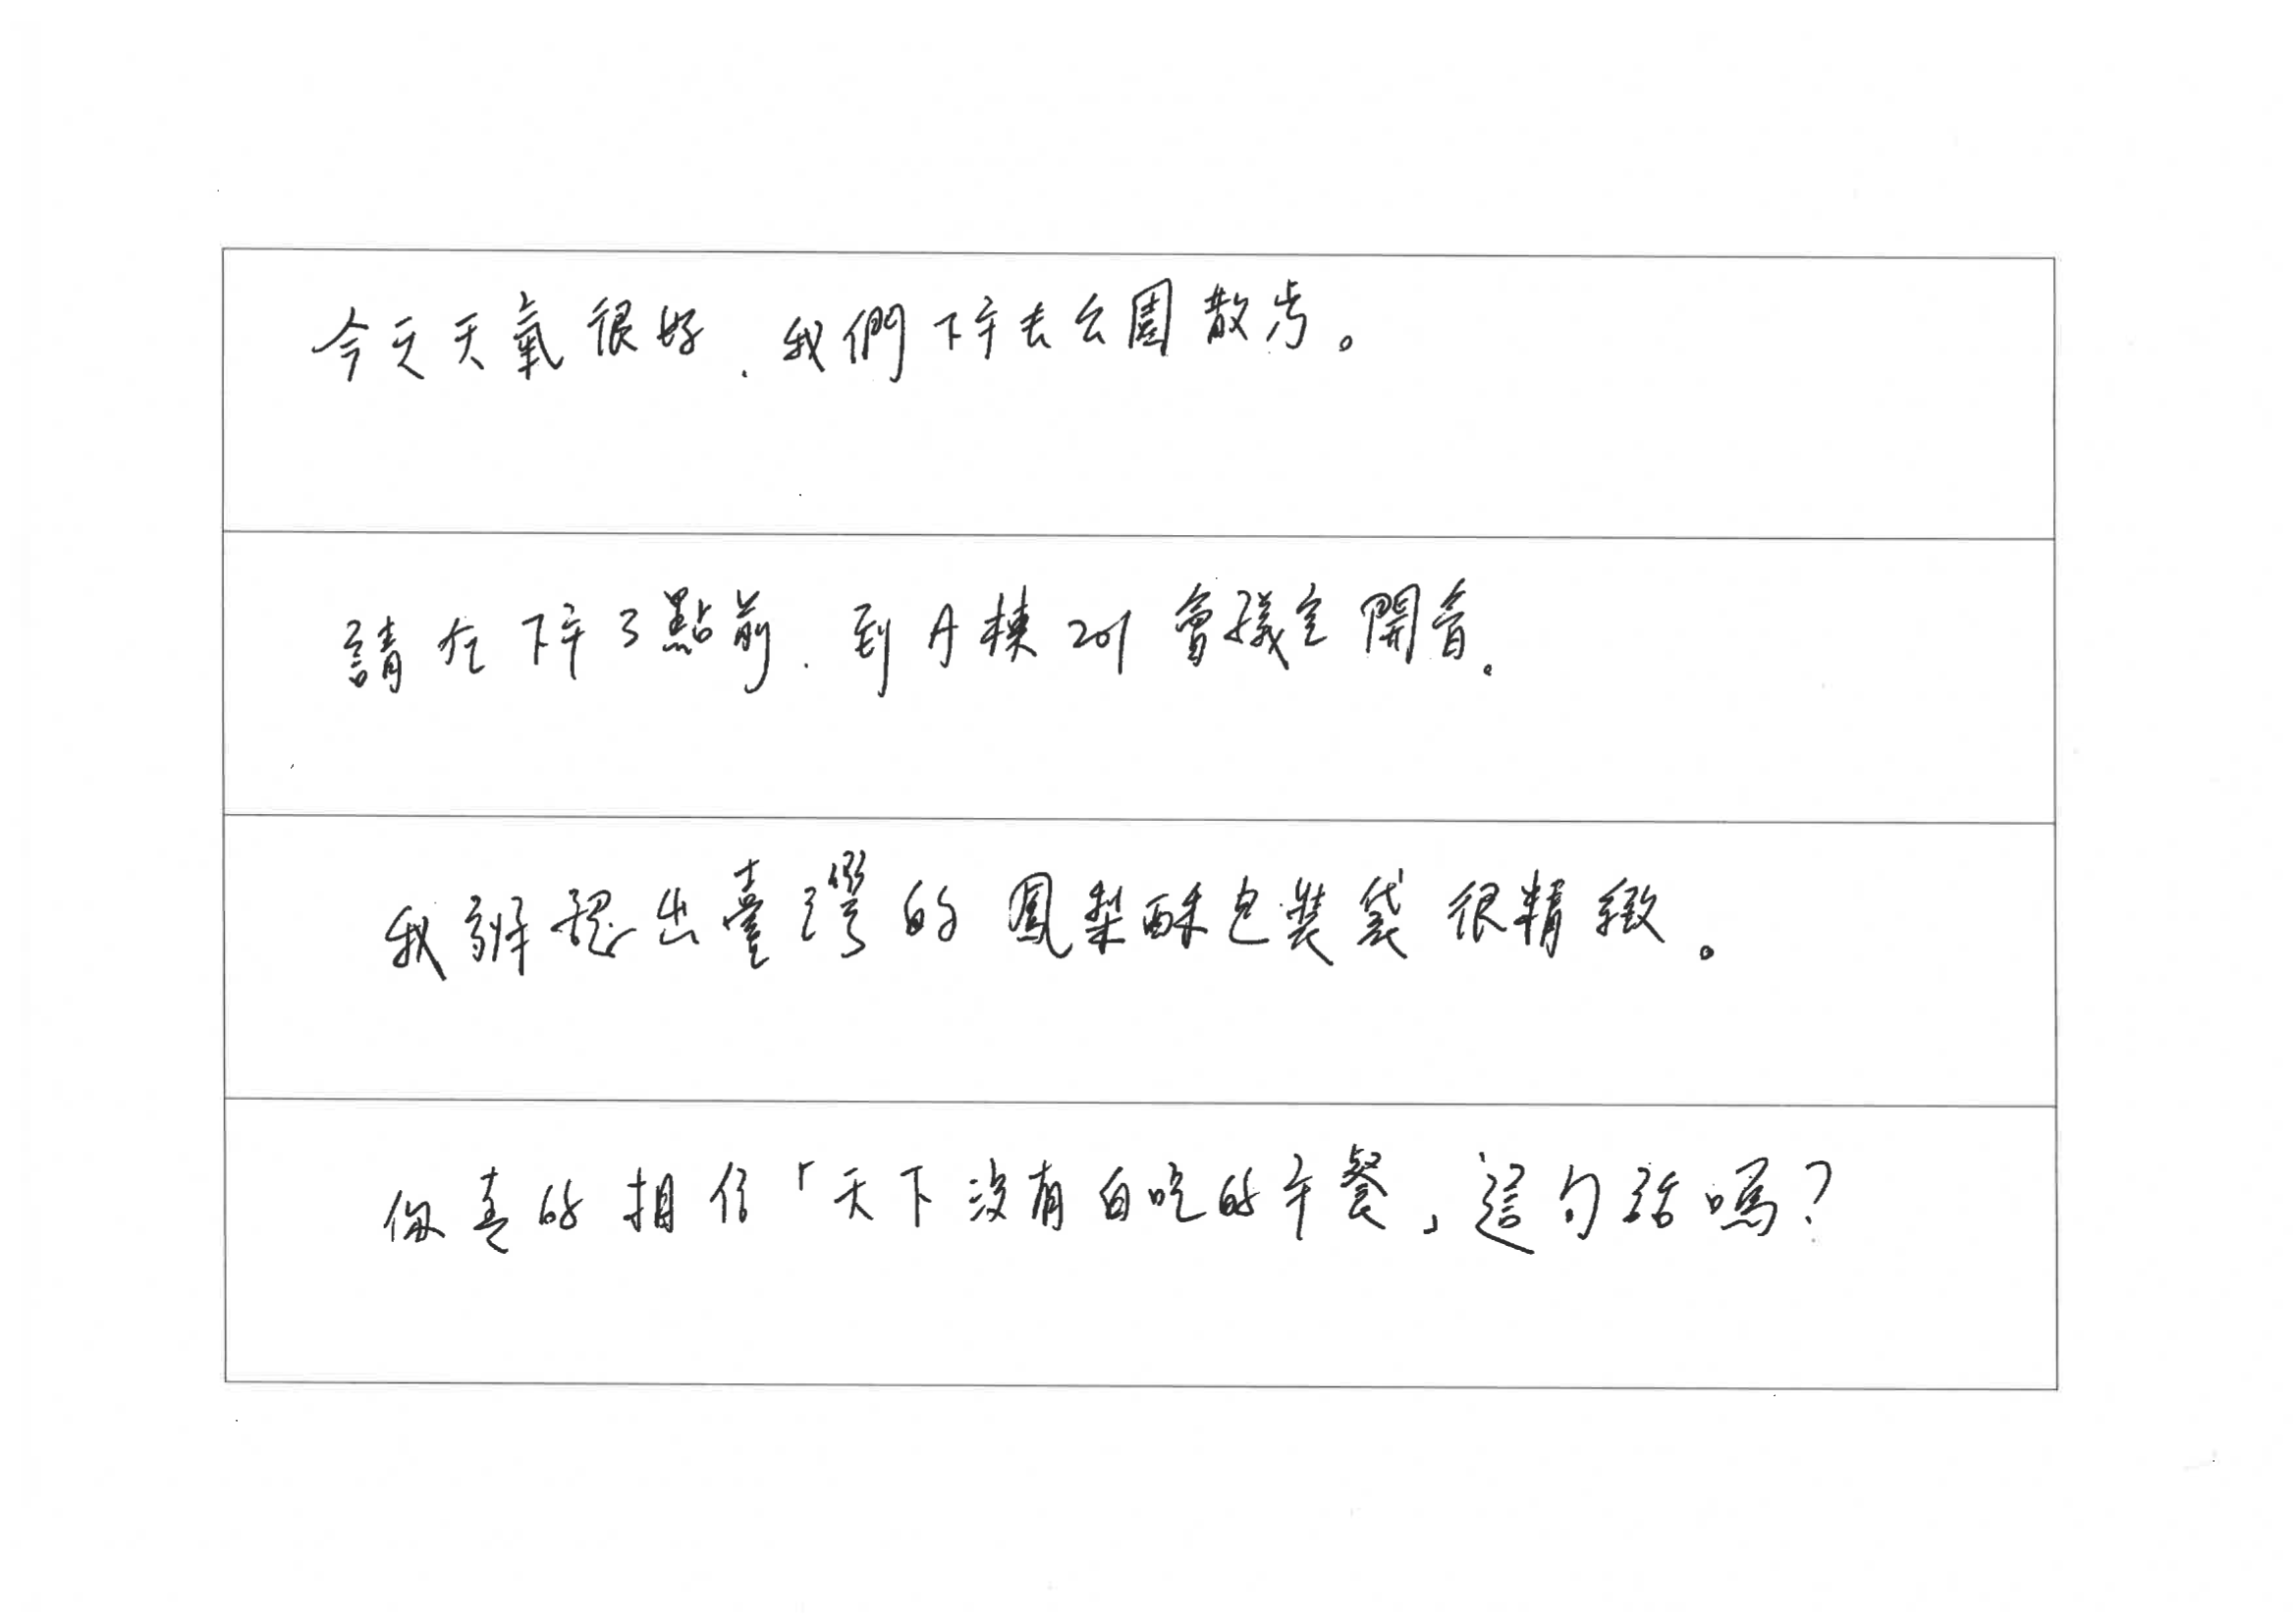 今天天氣很好，我們下午去公園散步。
請在下午3點前，到A棟201會議室開會。
我辨認出臺灣的鳳梨酥包裝袋很精緻。
你真的相信「天下沒有白吃的午餐」這句話嗎？